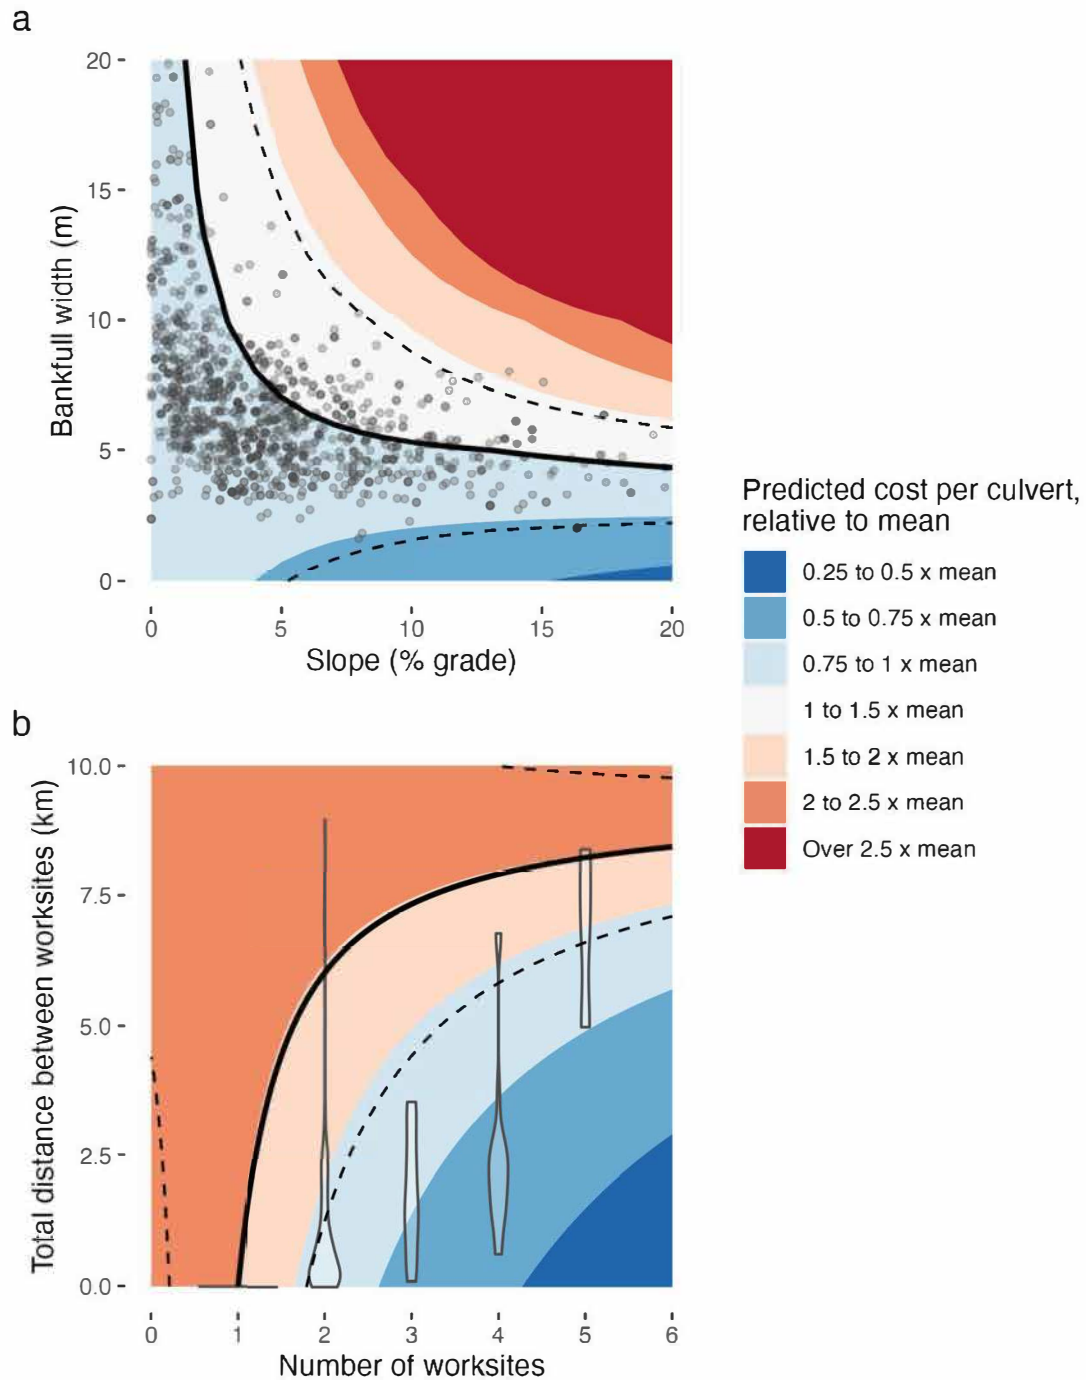 a
20
15
10
5
0
Bankfull width (m)
0 5 10 15 20
Slope (% grade)
Predicted cost per culvert,
relative to mean
0.25 to 0.5 x mean
0.5 to 0.75 x mean
0.75 to 1 x mean
1 to 1.5 x mean
1.5 to 2 x mean
2 to 2.5 x mean
Over 2.5 x mean
b
10.0
7.5
5.0
2.5
0.0
Total distance between worksites (km)
0 1 2 3 4 5 6
Number of worksites